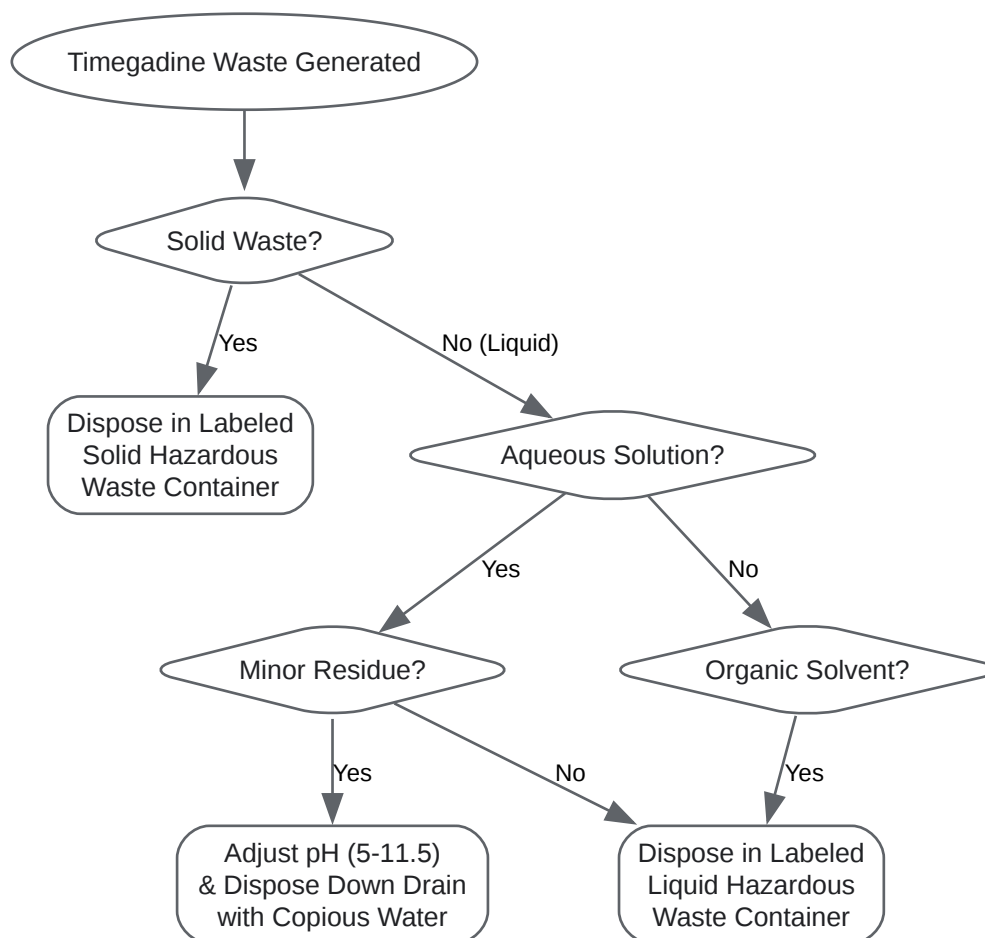 Timegadine Waste Generated
Solid Waste?
Yes
No (Liquid)
Dispose in Labeled
Solid Hazardous
Waste Container
Aqueous Solution?
Yes
No
Minor Residue?
Organic Solvent?
Yes
No
Yes
Adjust pH (5-11.5)
& Dispose Down Drain
with Copious Water
Dispose in Labeled
Liquid Hazardous
Waste Container